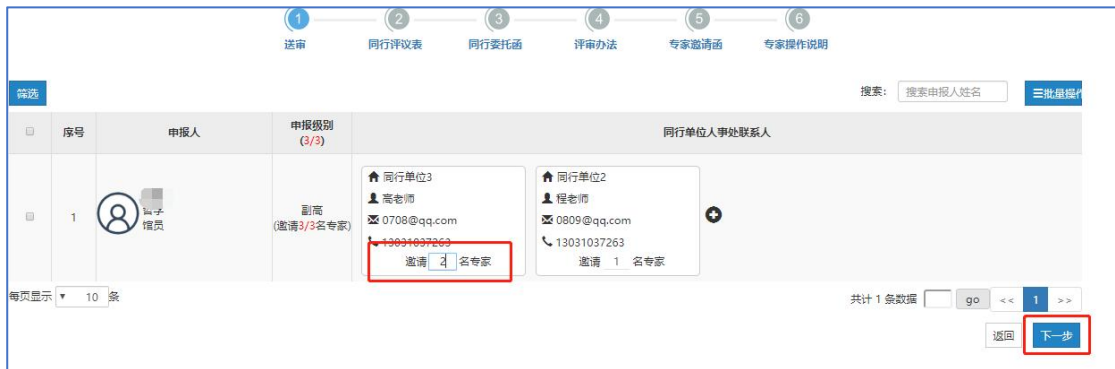 1 2 3 4 5 6
送审 同行评议表 同行委托函 评审办法 专家邀请函 专家操作说明
筛选 搜索： 搜索申报人姓名 三批量操作
序号 申报人 申报级别 同行单位人事处联系人
(3/3)
同行单位3 同行单位2
高老师 程老师
1 馆员 副高 0708@qq.com 0809@qq.com
(邀请3/3名专家) 13031037263 13031037263
邀请 2 名专家 邀请 1 名专家
每页显示 10 条 共计 1 条数据 go << 1 >>
返回 下一步